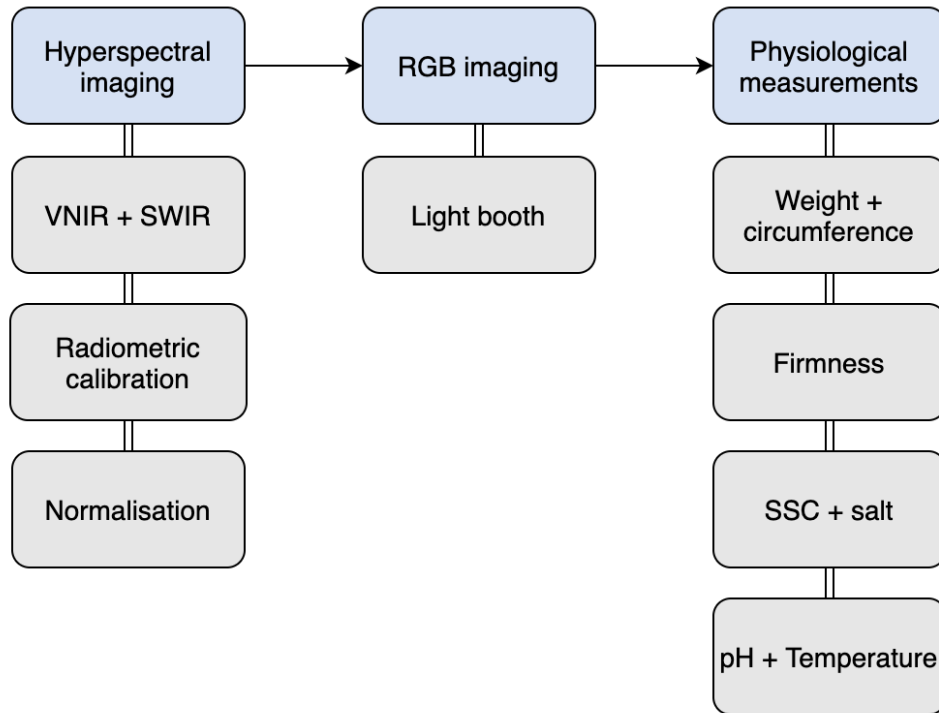 Hyperspectral
imaging
RGB imaging
Physiological
measurements
VNIR + SWIR
Light booth
Weight +
circumference
Radiometric
calibration
Firmness
Normalisation
SSC + salt
pH + Temperature